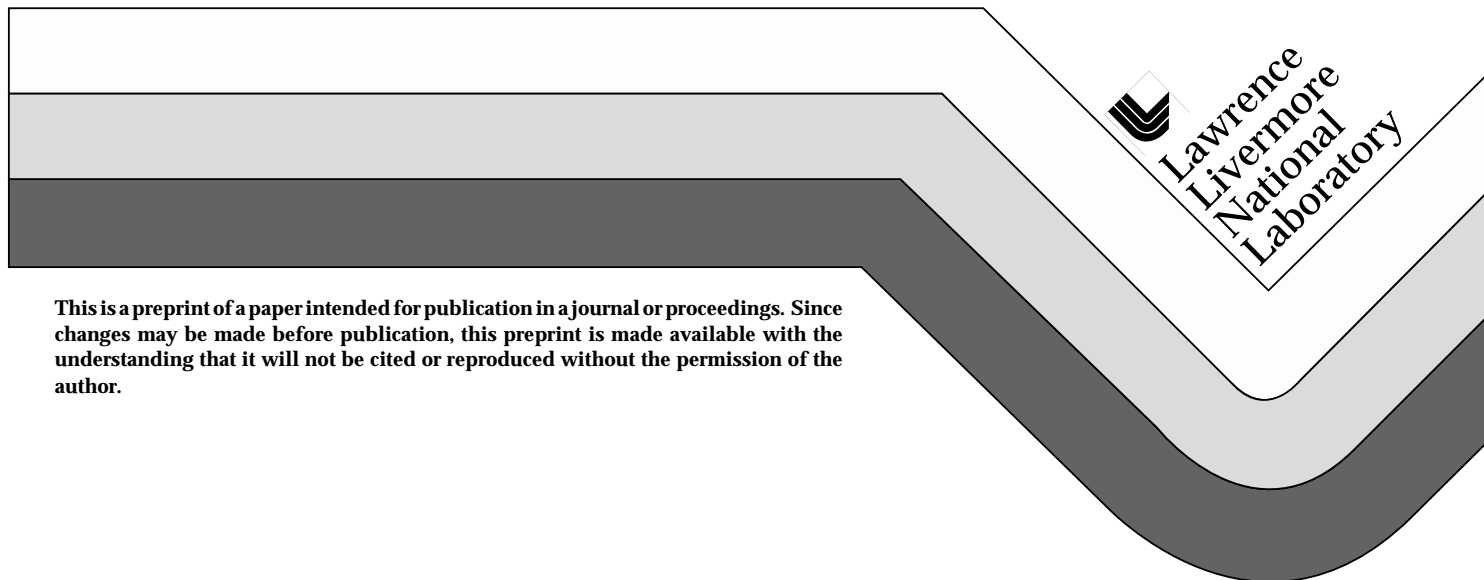 Lawrence
Livermore
National
Laboratory
This is a preprint of a paper intended for publication in a journal or proceedings. Since
changes may be made before publication, this preprint is made available with the
understanding that it will not be cited or reproduced without the permission of the
author.